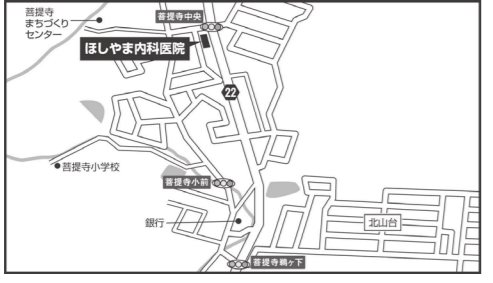 菩提寺
まちづくり
センター
菩提寺中央
ほしやま内科医院
22
菩提寺小学校
菩提寺小前
銀行
北山台
菩提寺鵜ヶ下